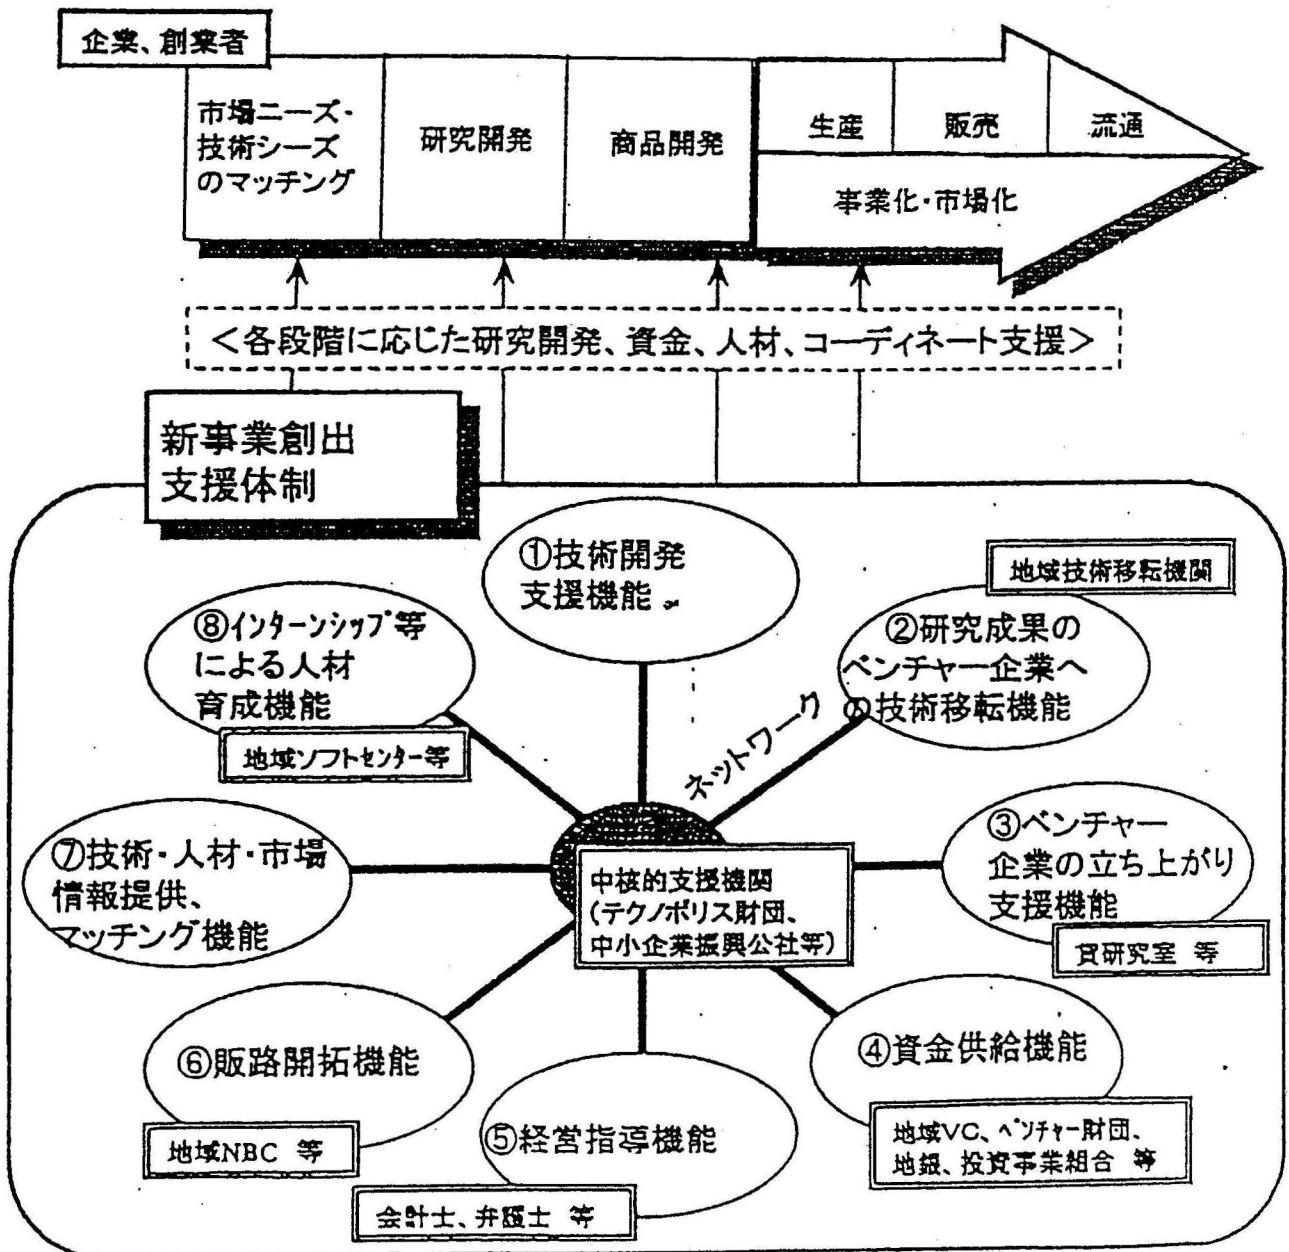 企業、創業者
市場ニーズ・
技術シーズ
のマッチング
研究開発
商品開発
生産
販売
流通
事業化・市場化
＜各段階に応じた研究開発、資金、人材、コーディネート支援＞
新事業創出
支援体制
①技術開発
支援機能
地域技術移転機関
②研究成果の
ベンチャー企業へ
の技術移転機能
⑧インターンシップ等
による人材
育成機能
地域ソフトセンター等
ネットワーク
③ベンチャー
企業の立ち上がり
支援機能
貸研究室 等
⑦技術・人材・市場
情報提供、
マッチング機能
中核的支援機関
(テクノポリス財団、
中小企業振興公社等)
④資金供給機能
地域VC、ベンチャー財団、
地銀、投資事業組合 等
⑥販路開拓機能
地域NBC 等
⑤経営指導機能
会計士、弁護士 等